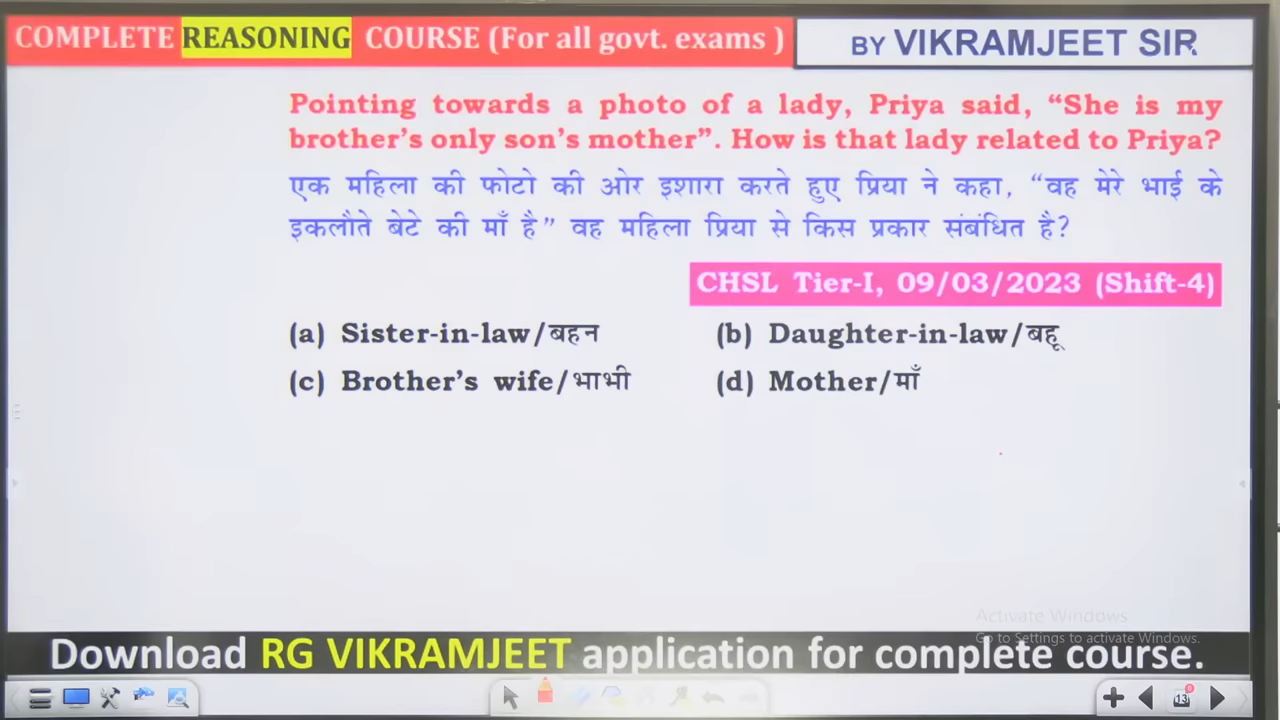 COMPLETE REASONING COURSE (For all govt. exams )
BY VIKRAMJEET SIR
Pointing towards a photo of a lady, Priya said, “She is my
brother’s only son’s mother”. How is that lady related to Priya?
एक महिला की फोटो की ओर इशारा करते हुए प्रिया ने कहा, “वह मेरे भाई के
इकलौते बेटे की माँ है” वह महिला प्रिया से किस प्रकार संबंधित है?
CHSL Tier-I, 09/03/2023 (Shift-4)
(a) Sister-in-law/बहन
(b) Daughter-in-law/बहू
(c) Brother’s wife/भाभी
(d) Mother/माँ
Activate Windows
Go to Settings to activate Windows.
Download RG VIKRAMJEET application for complete course.
13